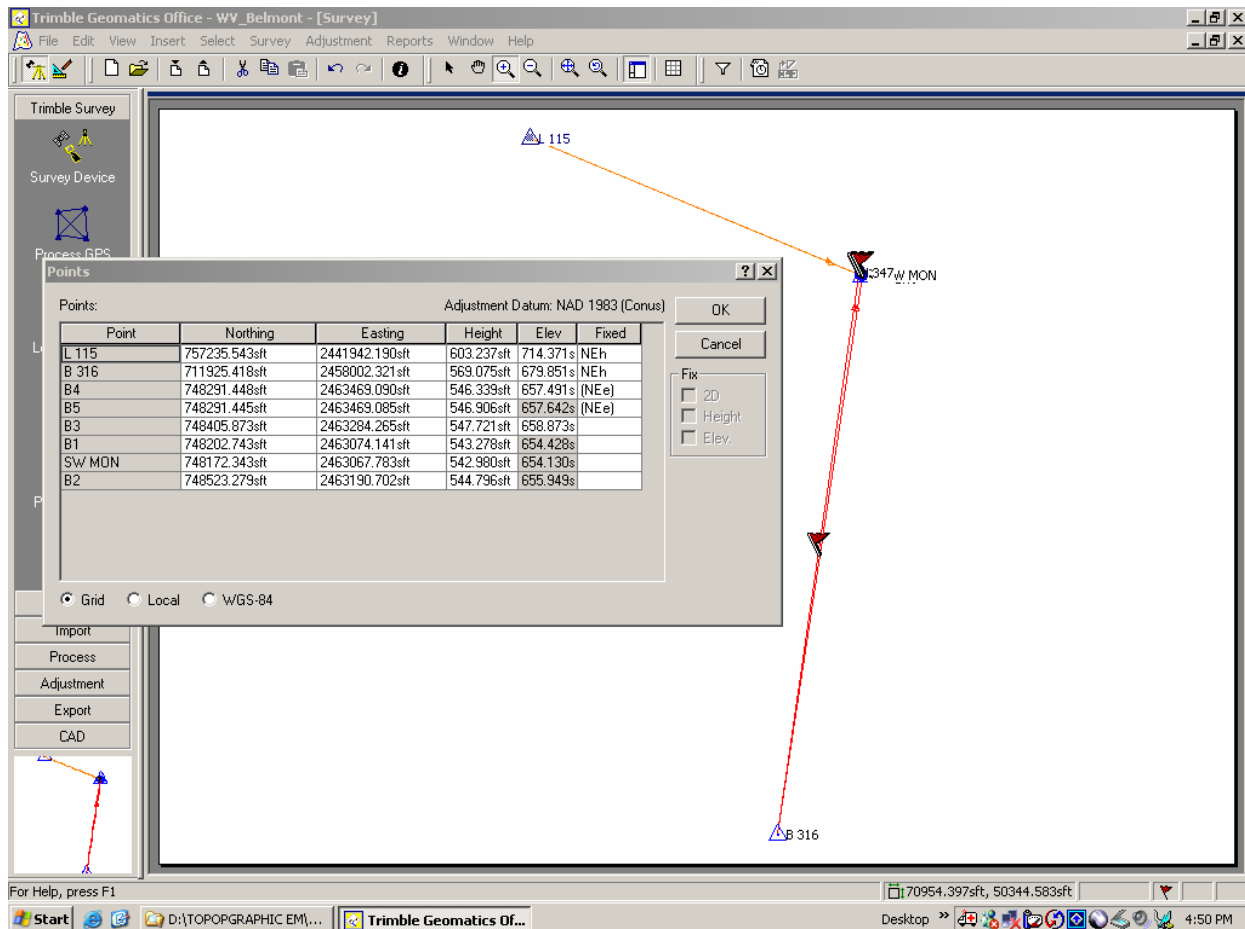 Trimble Geomatics Office - WV_Belmont - [Survey]
File Edit View Insert Select Survey Adjustment Reports Window Help
Trimble Survey
Survey Device
Process GPS
L 115
W MON
B 316
Points
Points: Adjustment Datum: NAD 1983 (Conus)
Point Northing Easting Height Elev Fixed
L 115 757235.543sft 2441942.190sft 603.237sft 714.371s NEh
B 316 711925.418sft 2458002.321sft 569.075sft 679.851s NEh
B4 748291.448sft 2463469.090sft 546.339sft 657.491s (NEe)
B5 748291.445sft 2463469.085sft 546.906sft 657.642s (NEe)
B3 748405.873sft 2463284.265sft 547.721sft 658.873s
B1 748202.743sft 2463074.141sft 543.278sft 654.428s
SW MON 748172.343sft 2463067.783sft 542.980sft 654.130s
B2 748523.279sft 2463190.702sft 544.796sft 655.949s
OK
Cancel
Fix
2D
Height
Elev.
Grid Local WGS-84
Import
Process
Adjustment
Export
CAD
For Help, press F1
70954.397sft, 50344.583sft
Start D:\TOPOPGRAPHIC EM\... Trimble Geomatics Of... Desktop » 4:50 PM